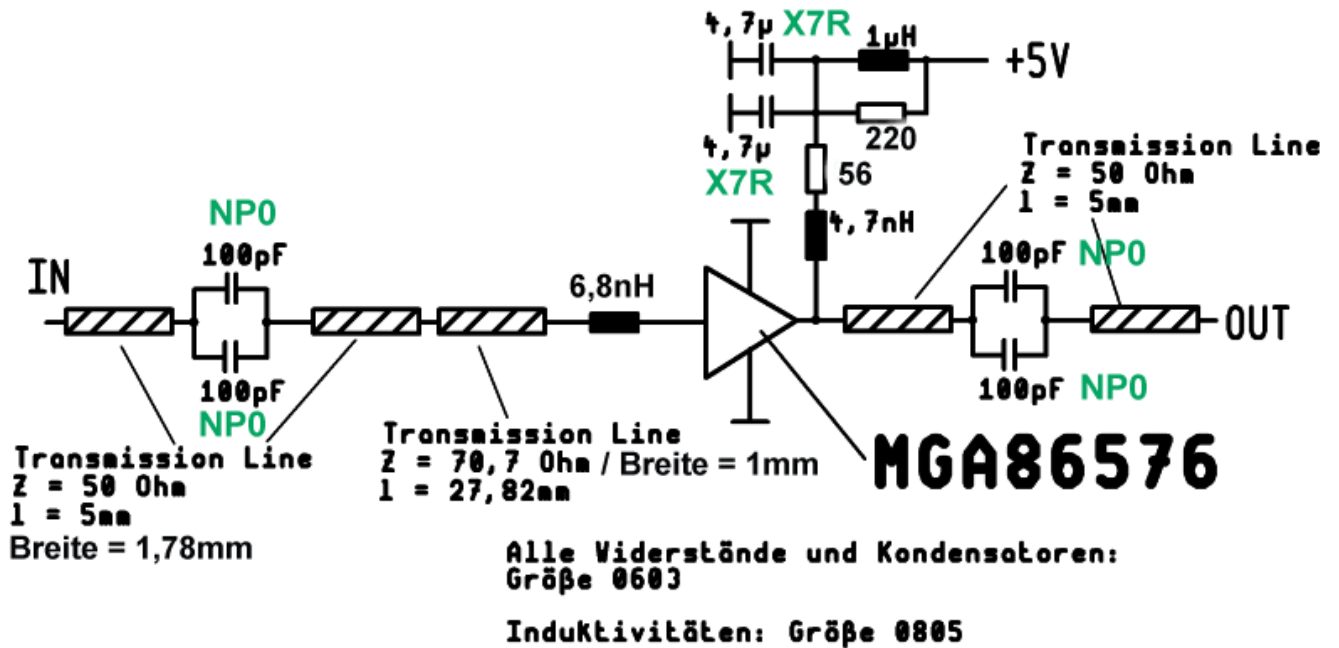 4,7µ X7R
1µH
+5V
4,7µ
X7R
220
56
4,7nH
Transmission Line
Z = 50 Ohm
l = 5mm
NP0
100pF
IN
6,8nH
100pF NP0
OUT
100pF
NP0
100pF NP0
Transmission Line
Z = 50 Ohm
l = 5mm
Breite = 1,78mm
Transmission Line
Z = 70,7 Ohm / Breite = 1mm
l = 27,82mm
MGA86576
Alle Widerstände und Kondensatoren:
Größe 0603
Induktivitäten: Größe 0805